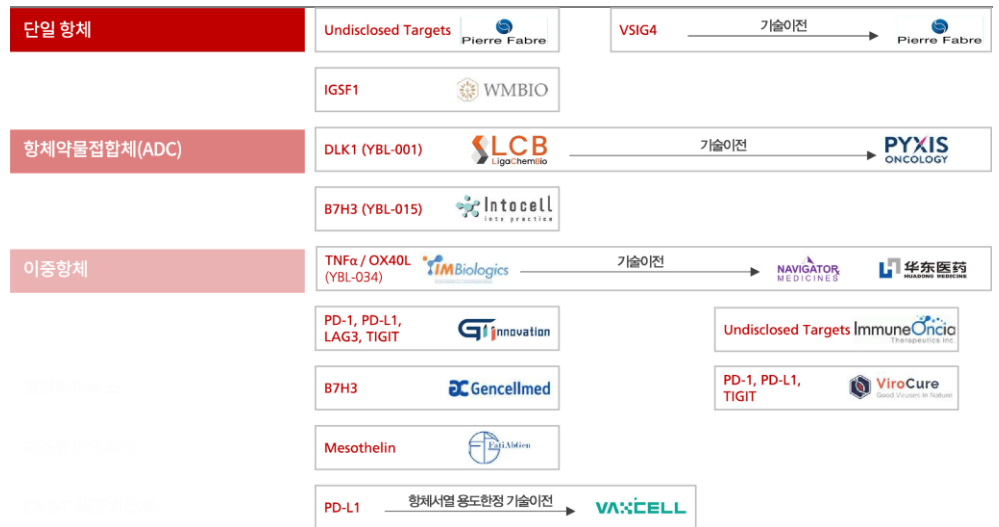 단일 항체
Undisclosed Targets
Pierre Fabre
VSIG4
기술이전
Pierre Fabre
IGSF1
WMBIO
항체약물접합체(ADC)
DLK1 (YBL-001)
LCB
LigaChemBio
기술이전
PYXIS
ONCOLOGY
B7H3 (YBL-015)
Intocell
into practice
이중항체
TNFα / OX40L
(YBL-034)
IMBiologics
기술이전
NAVIGATOR
MEDICINES
华东医药
HUADONG MEDICINE
PD-1, PD-L1,
LAG3, TIGIT
GI innovation
Undisclosed Targets
ImmuneOncia
Therapeutics Inc.
B7H3
Gencellmed
PD-1, PD-L1,
TIGIT
ViroCure
Good Viruses in Nature
Mesothelin
PD-L1
항체서열 용도한정 기술이전
VAXCELL